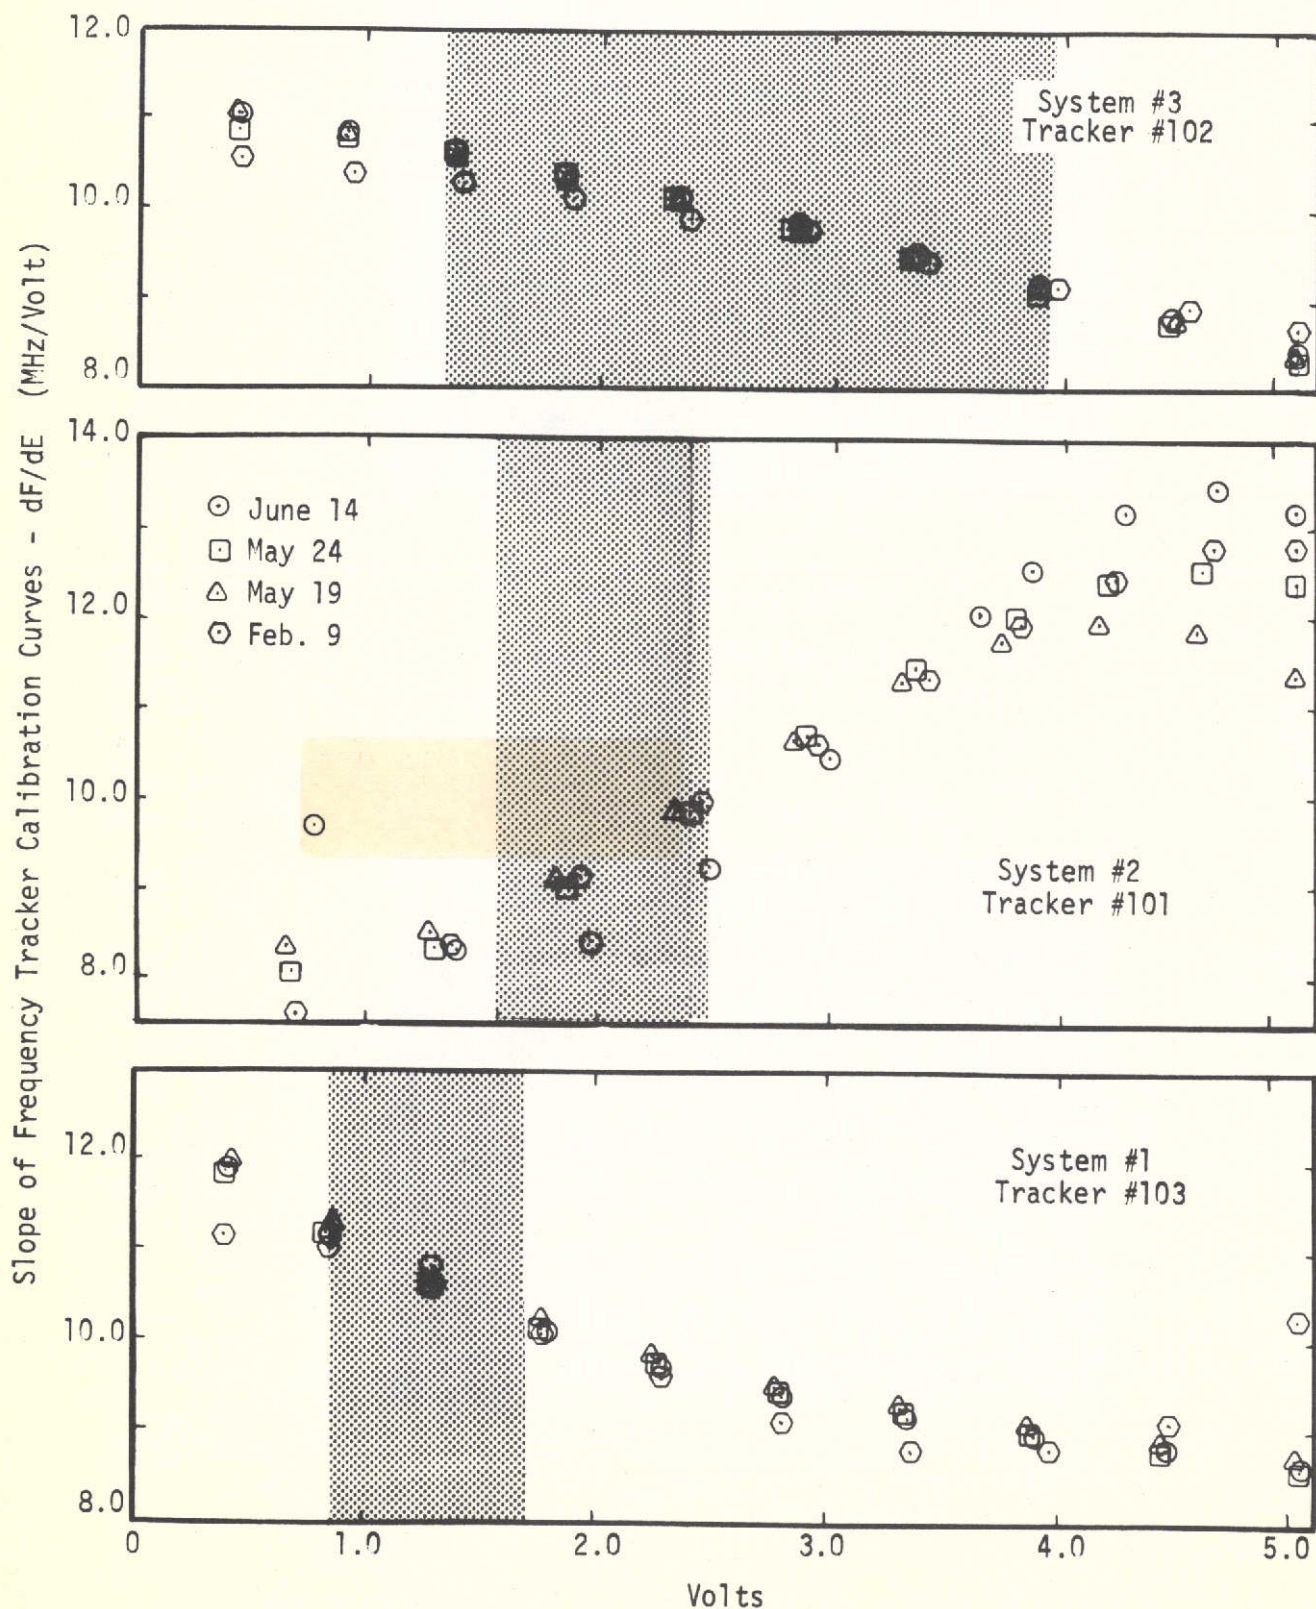 Slope of Frequency Tracker Calibration Curves - dF/dE (MHz/Volt)
12.0
10.0
8.0
System #3
Tracker #102
14.0
12.0
10.0
8.0
June 14
May 24
May 19
Feb. 9
System #2
Tracker #101
12.0
10.0
8.0
System #1
Tracker #103
0 1.0 2.0 3.0 4.0 5.0
Volts